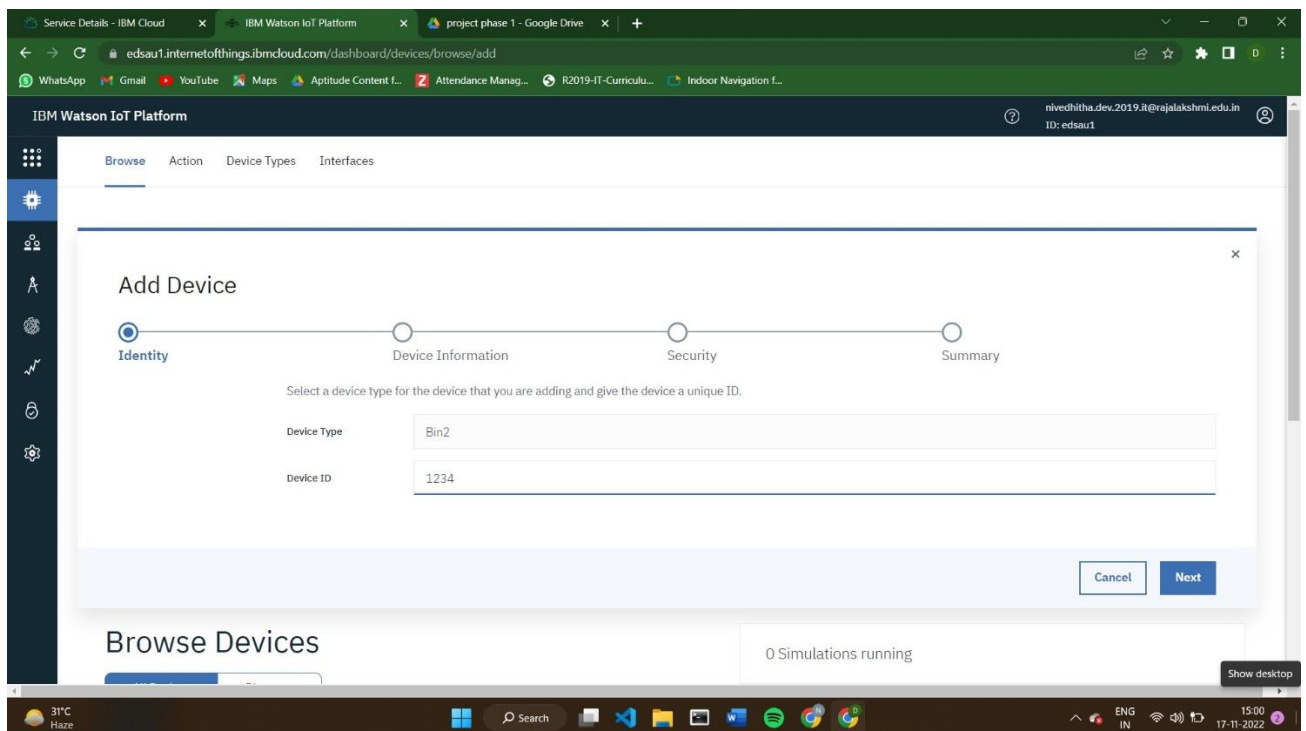 Service Details - IBM Cloud
IBM Watson IoT Platform
project phase 1 - Google Drive
edsau1.internetofthings.ibmcloud.com/dashboard/devices/browse/add
D
WhatsApp Gmail YouTube Maps Aptitude Content f... Attendance Manag... R2019-IT-Curriculu... Indoor Navigation f...
IBM Watson IoT Platform
nivedhitha.dev.2019.it@rajalakshmi.edu.in
ID: edsau1
Browse Action Device Types Interfaces
Add Device
Identity Device Information Security Summary
Select a device type for the device that you are adding and give the device a unique ID.
Device Type Bin2
Device ID 1234
Cancel Next
Browse Devices
0 Simulations running
Show desktop
31°C
Haze
Search
ENG
IN
15:00
17-11-2022
2